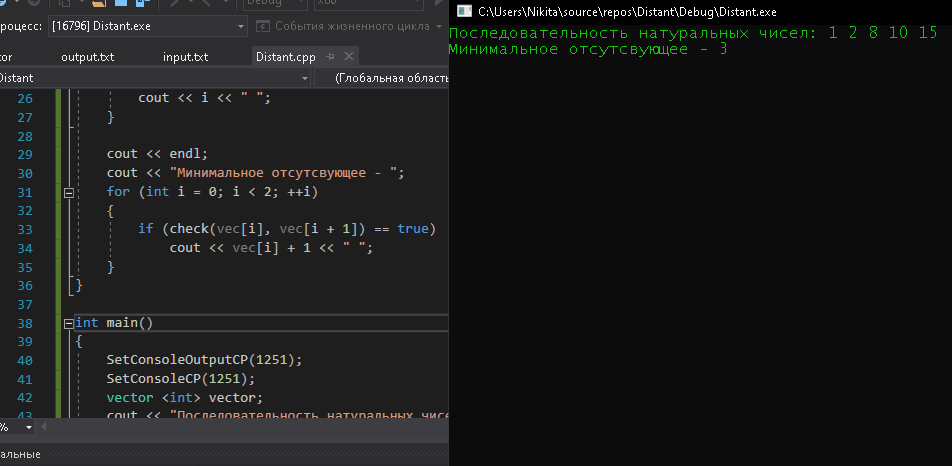 Debug
x86
роцесс: [16796] Distant.exe
События жизненного цикла
tor output.txt input.txt Distant.cpp
Distant (Глобальная область
26 cout << i << " ";
27 }
28
29 cout << endl;
30 cout << "Минимальное отсутсвующее - ";
31 for (int i = 0; i < 2; ++i)
32 {
33 if (check(vec[i], vec[i + 1]) == true)
34 cout << vec[i] + 1 << " ";
35 }
36 }
37
38 int main()
39 {
40 SetConsoleOutputCP(1251);
41 SetConsoleCP(1251);
42 vector <int> vector;
43 cout << "Последовательность натуральных чисе
%
альные
C:\Users\Nikita\source\repos\Distant\Debug\Distant.exe
Последовательность натуральных чисел: 1 2 8 10 15
Минимальное отсутсвующее - 3